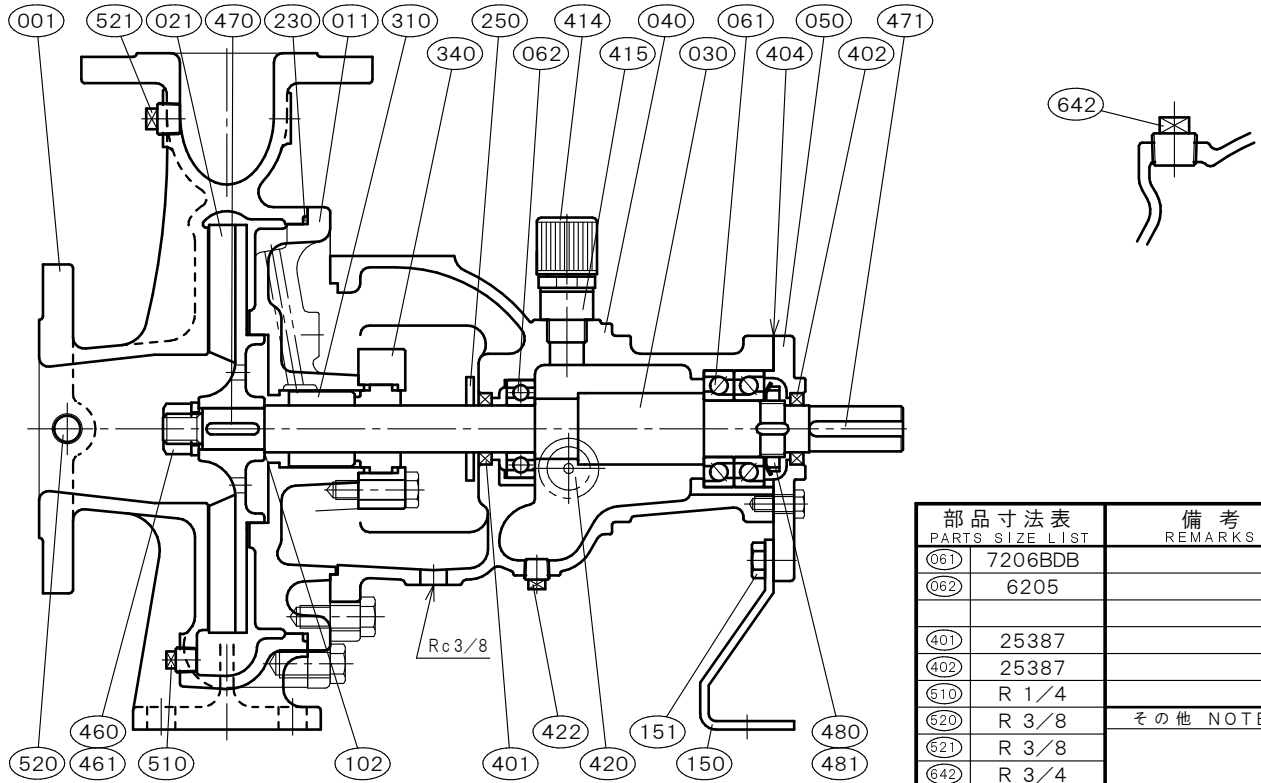 001 521 021 470 230 011 310 250 414 040 061 050 471
340 062 415 030 404 402
642
Rc3/8
460 422 151 480
520 461 510 102 401 420 150 481
部品寸法表 備考
PARTS SIZE LIST REMARKS
061 7206BDB
062 6205
401 25387
402 25387
510 R 1/4
520 R 3/8 その他 NOTE
521 R 3/8
642 R 3/4